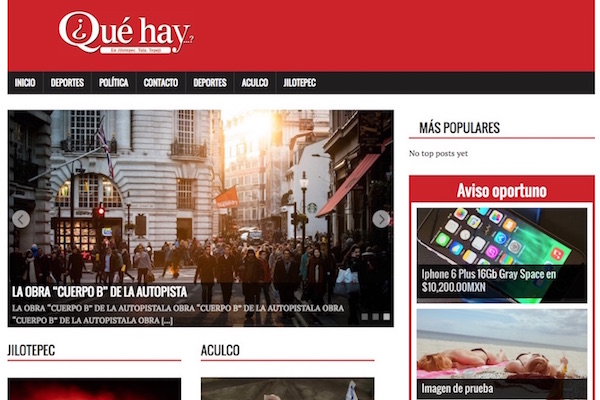 ¿Qué hay...?
En Jilotepec, Tula, Tepeji
INICIO DEPORTES POLÍTICA CONTACTO DEPORTES ACULCO JILOTEPEC
LA OBRA “CUERPO B” DE LA AUTOPISTA
LA OBRA “CUERPO B” DE LA AUTOPISTALA OBRA “CUERPO B” DE LA AUTOPISTALA OBRA
“CUERPO B” DE LA AUTOPISTALA OBRA [...]
JILOTEPEC
ACULCO
MÁS POPULARES
No top posts yet
Aviso oportuno
Iphone 6 Plus 16Gb Gray Space en
$10,200.00MXN
Imagen de prueba